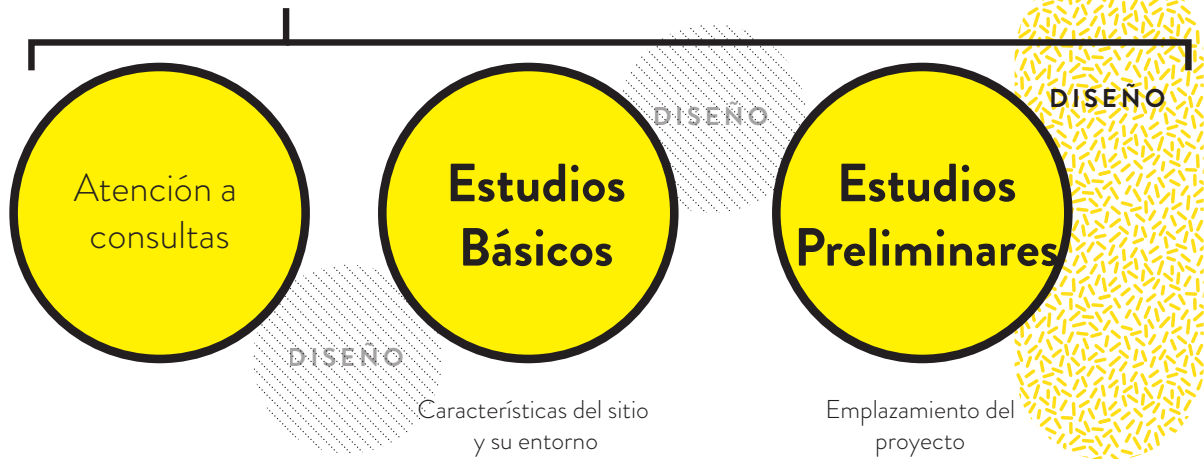 Atención a
consultas
DISEÑO
Estudios
Básicos
Características del sitio
y su entorno
DISEÑO
Estudios
Preliminares
Emplazamiento del
proyecto
DISEÑO